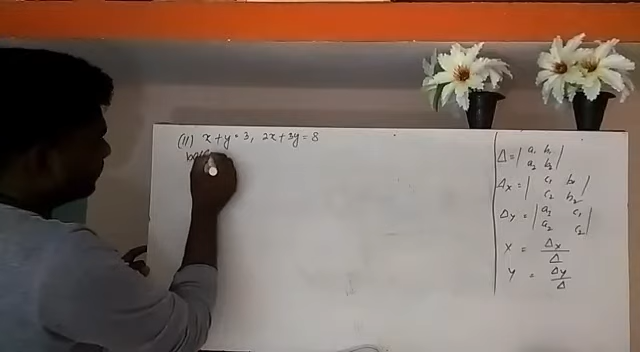 (ii) x + y = 3, 2x + 3y = 8
Δ = | a₁ b₁ |
| a₂ b₂ |
Δx = | c₁ b₁ |
| c₂ b₂ |
Δy = | a₁ c₁ |
| a₂ c₂ |
x = Δx / Δ
y = Δy / Δ